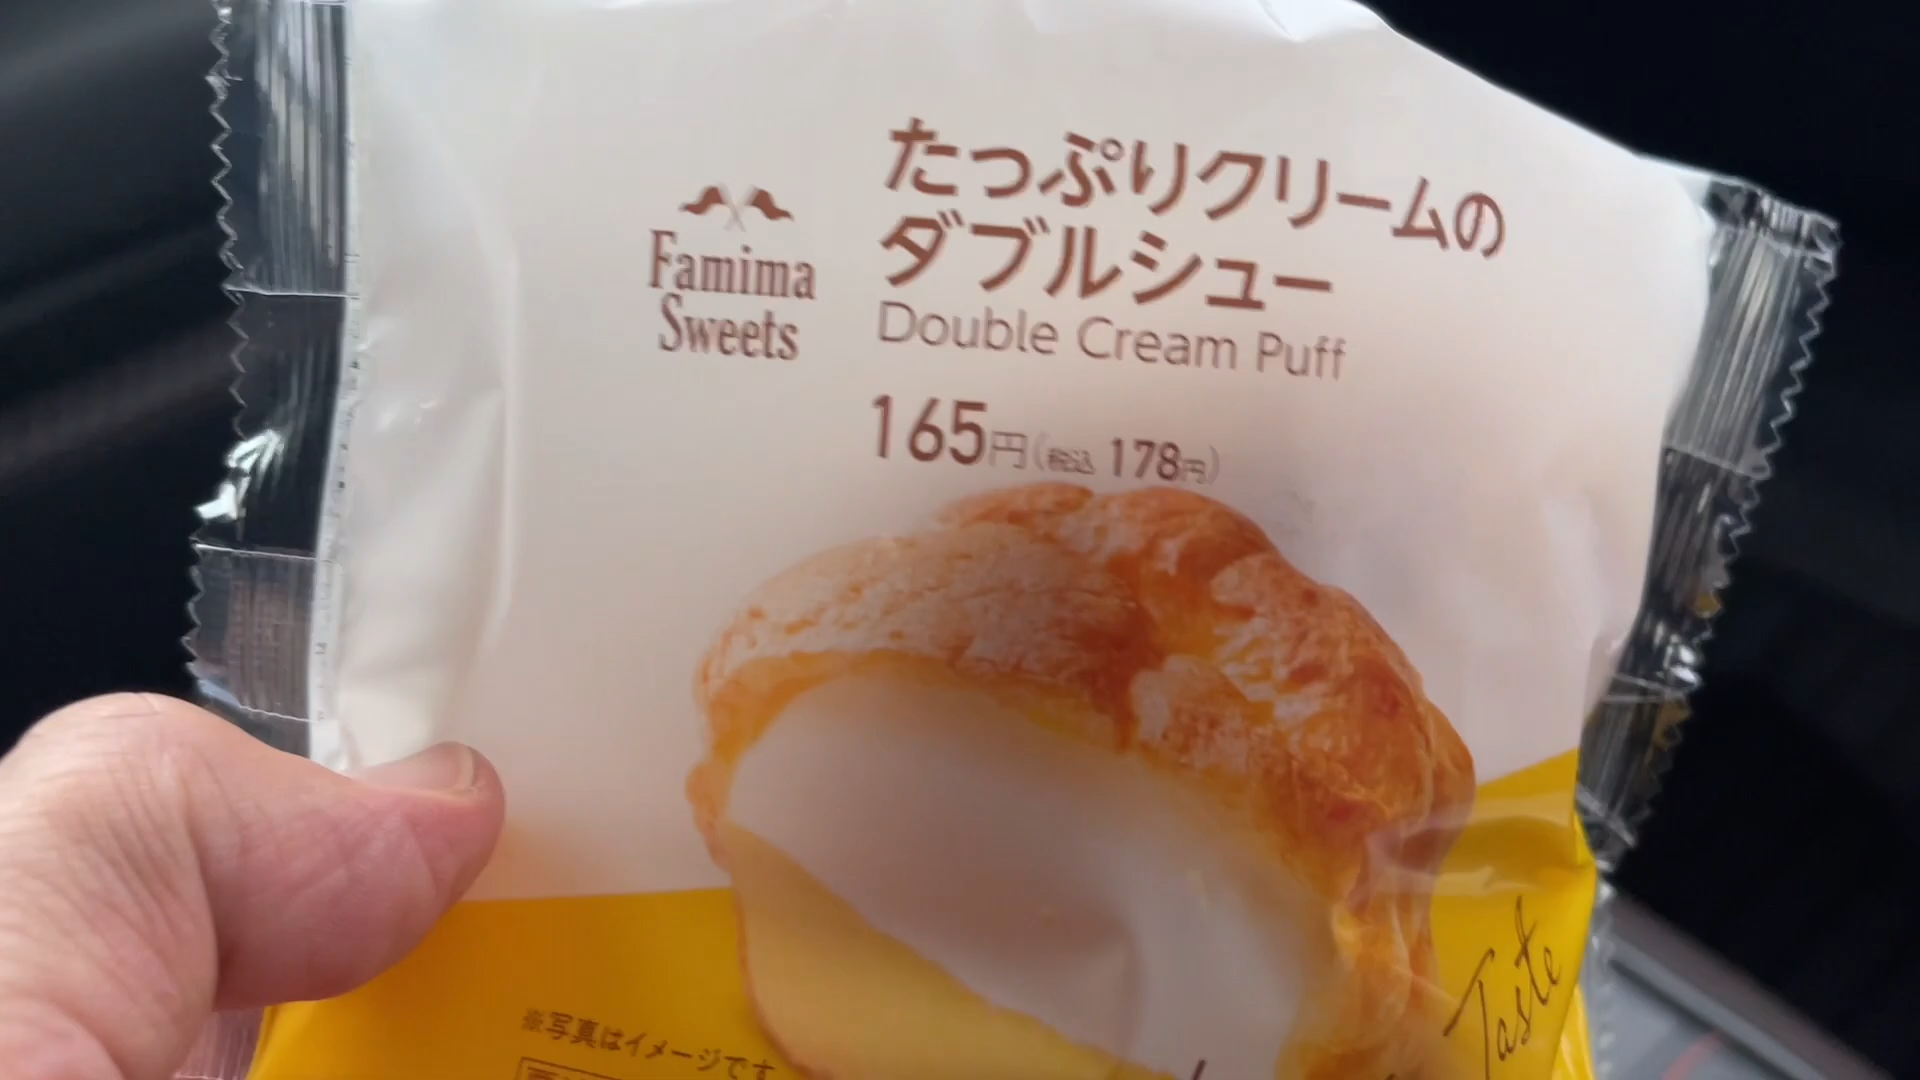 たっぷりクリームの
ダブルシュー
Famima
Sweets
Double Cream Puff
165円(税込 178円)
Taste
※写真はイメージです